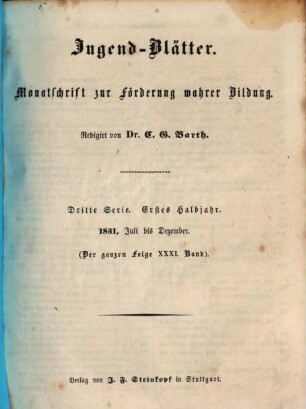 Jugend-Blätter.
Monatschrift zur Förderung wahrer Bildung.
Redigirt von Dr. C. G. Barth.
Dritte Serie. Erstes Halbjahr.
1851, Juli bis Dezember.
(Der ganzen Folge XXXI. Band).
Verlag von J. F. Steinkopf in Stuttgart.